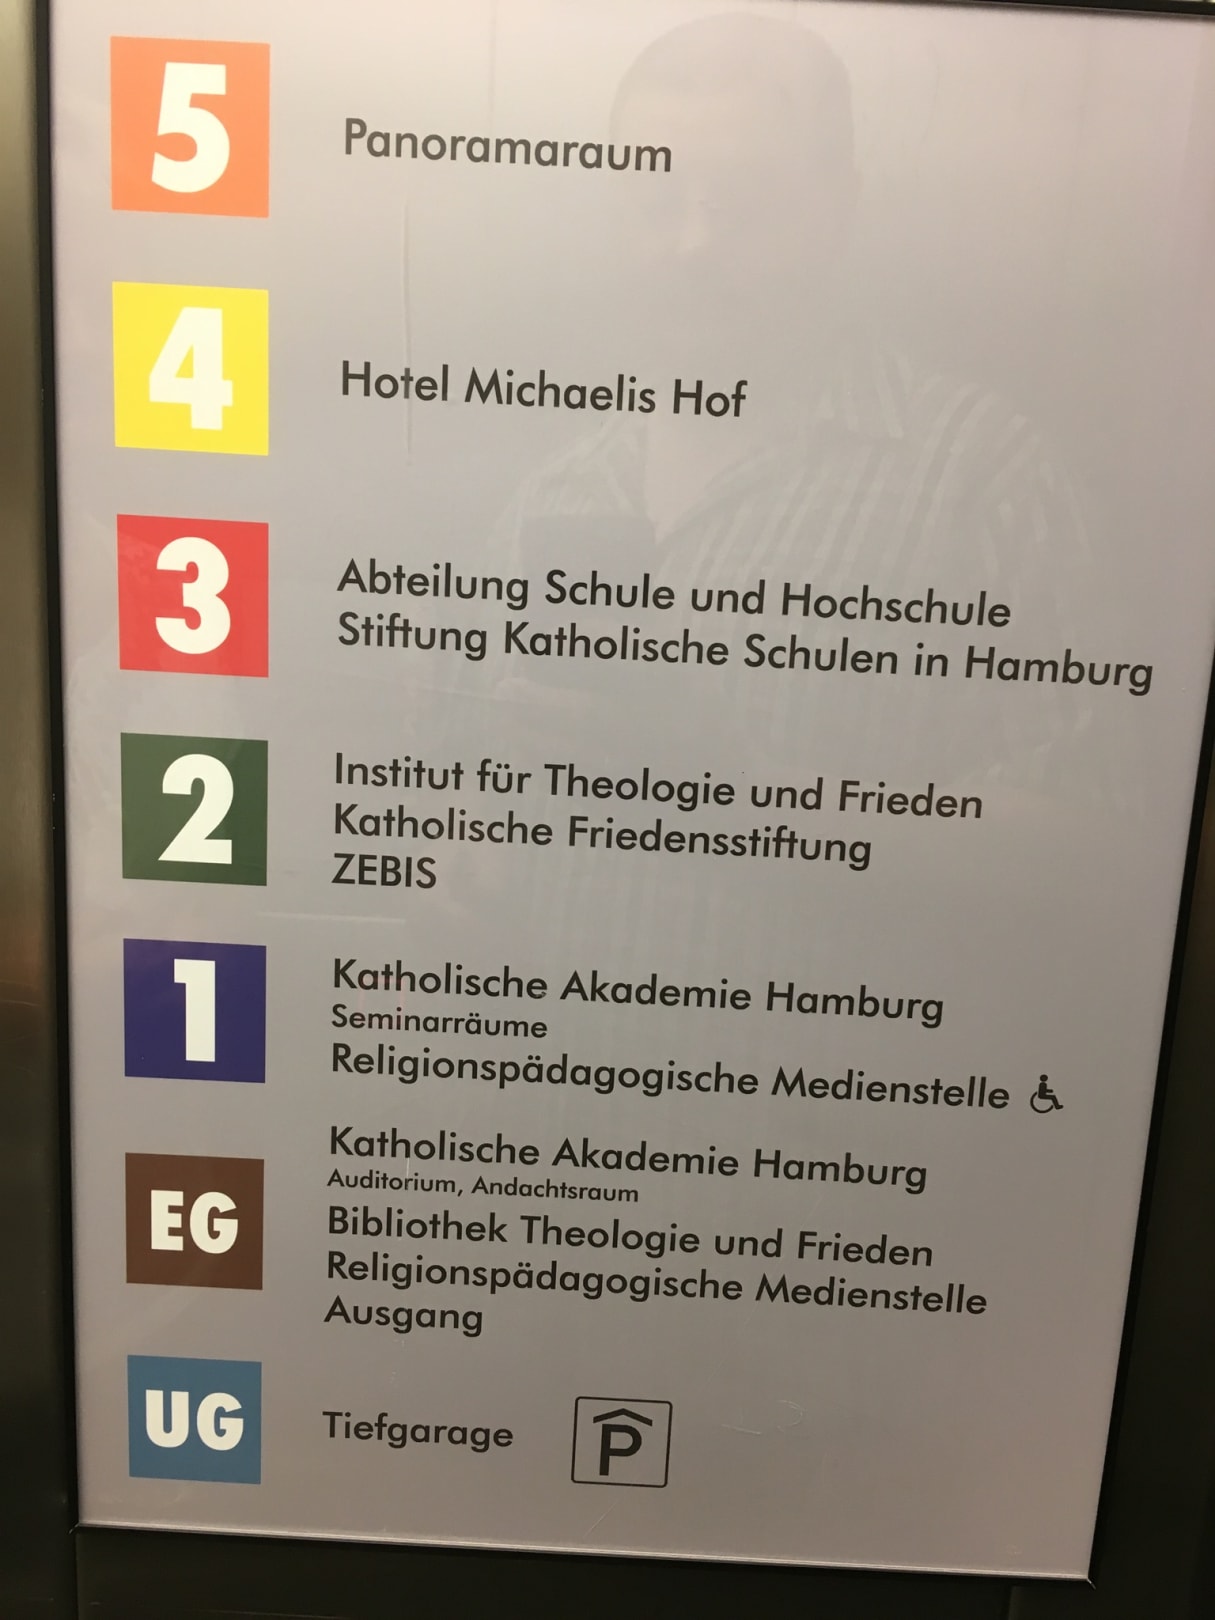 5
Panoramaraum
4
Hotel Michaelis Hof
3
Abteilung Schule und Hochschule
Stiftung Katholische Schulen in Hamburg
2
Institut für Theologie und Frieden
Katholische Friedensstiftung
ZEBIS
1
Katholische Akademie Hamburg
Seminarräume
Religionspädagogische Medienstelle
EG
Katholische Akademie Hamburg
Auditorium, Andachtsraum
Bibliothek Theologie und Frieden
Religionspädagogische Medienstelle
Ausgang
UG
Tiefgarage P